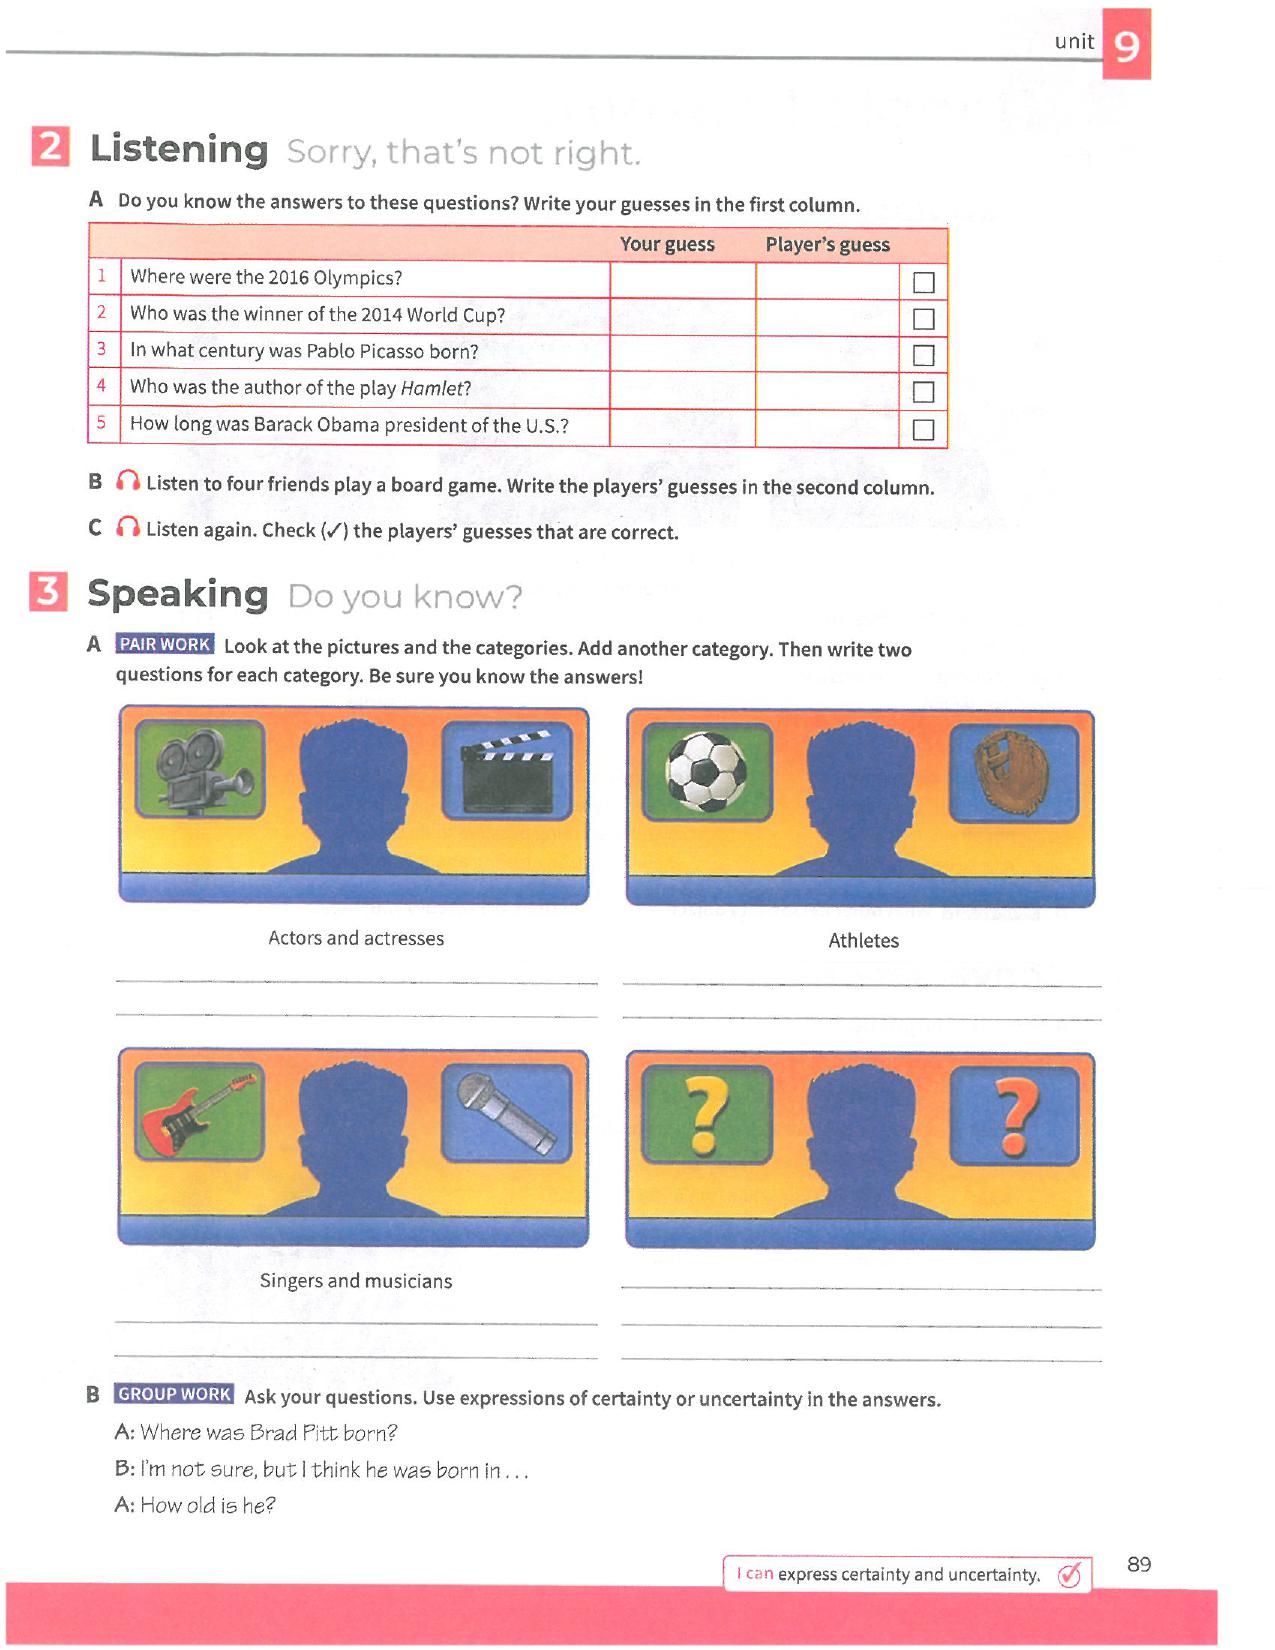 unit 9
2 Listening Sorry, that's not right.
A Do you know the answers to these questions? Write your guesses in the first column.
Your guess Player's guess
1 Where were the 2016 Olympics?
2 Who was the winner of the 2014 World Cup?
3 In what century was Pablo Picasso born?
4 Who was the author of the play Hamlet?
5 How long was Barack Obama president of the U.S.?
B Listen to four friends play a board game. Write the players' guesses in the second column.
C Listen again. Check (✓) the players' guesses that are correct.
3 Speaking Do you know?
A PAIR WORK Look at the pictures and the categories. Add another category. Then write two
questions for each category. Be sure you know the answers!
Actors and actresses
Athletes
? ?
Singers and musicians
B GROUP WORK Ask your questions. Use expressions of certainty or uncertainty in the answers.
A: Where was Brad Pitt born?
B: I'm not sure, but I think he was born in . . .
A: How old is he?
I can express certainty and uncertainty.
89